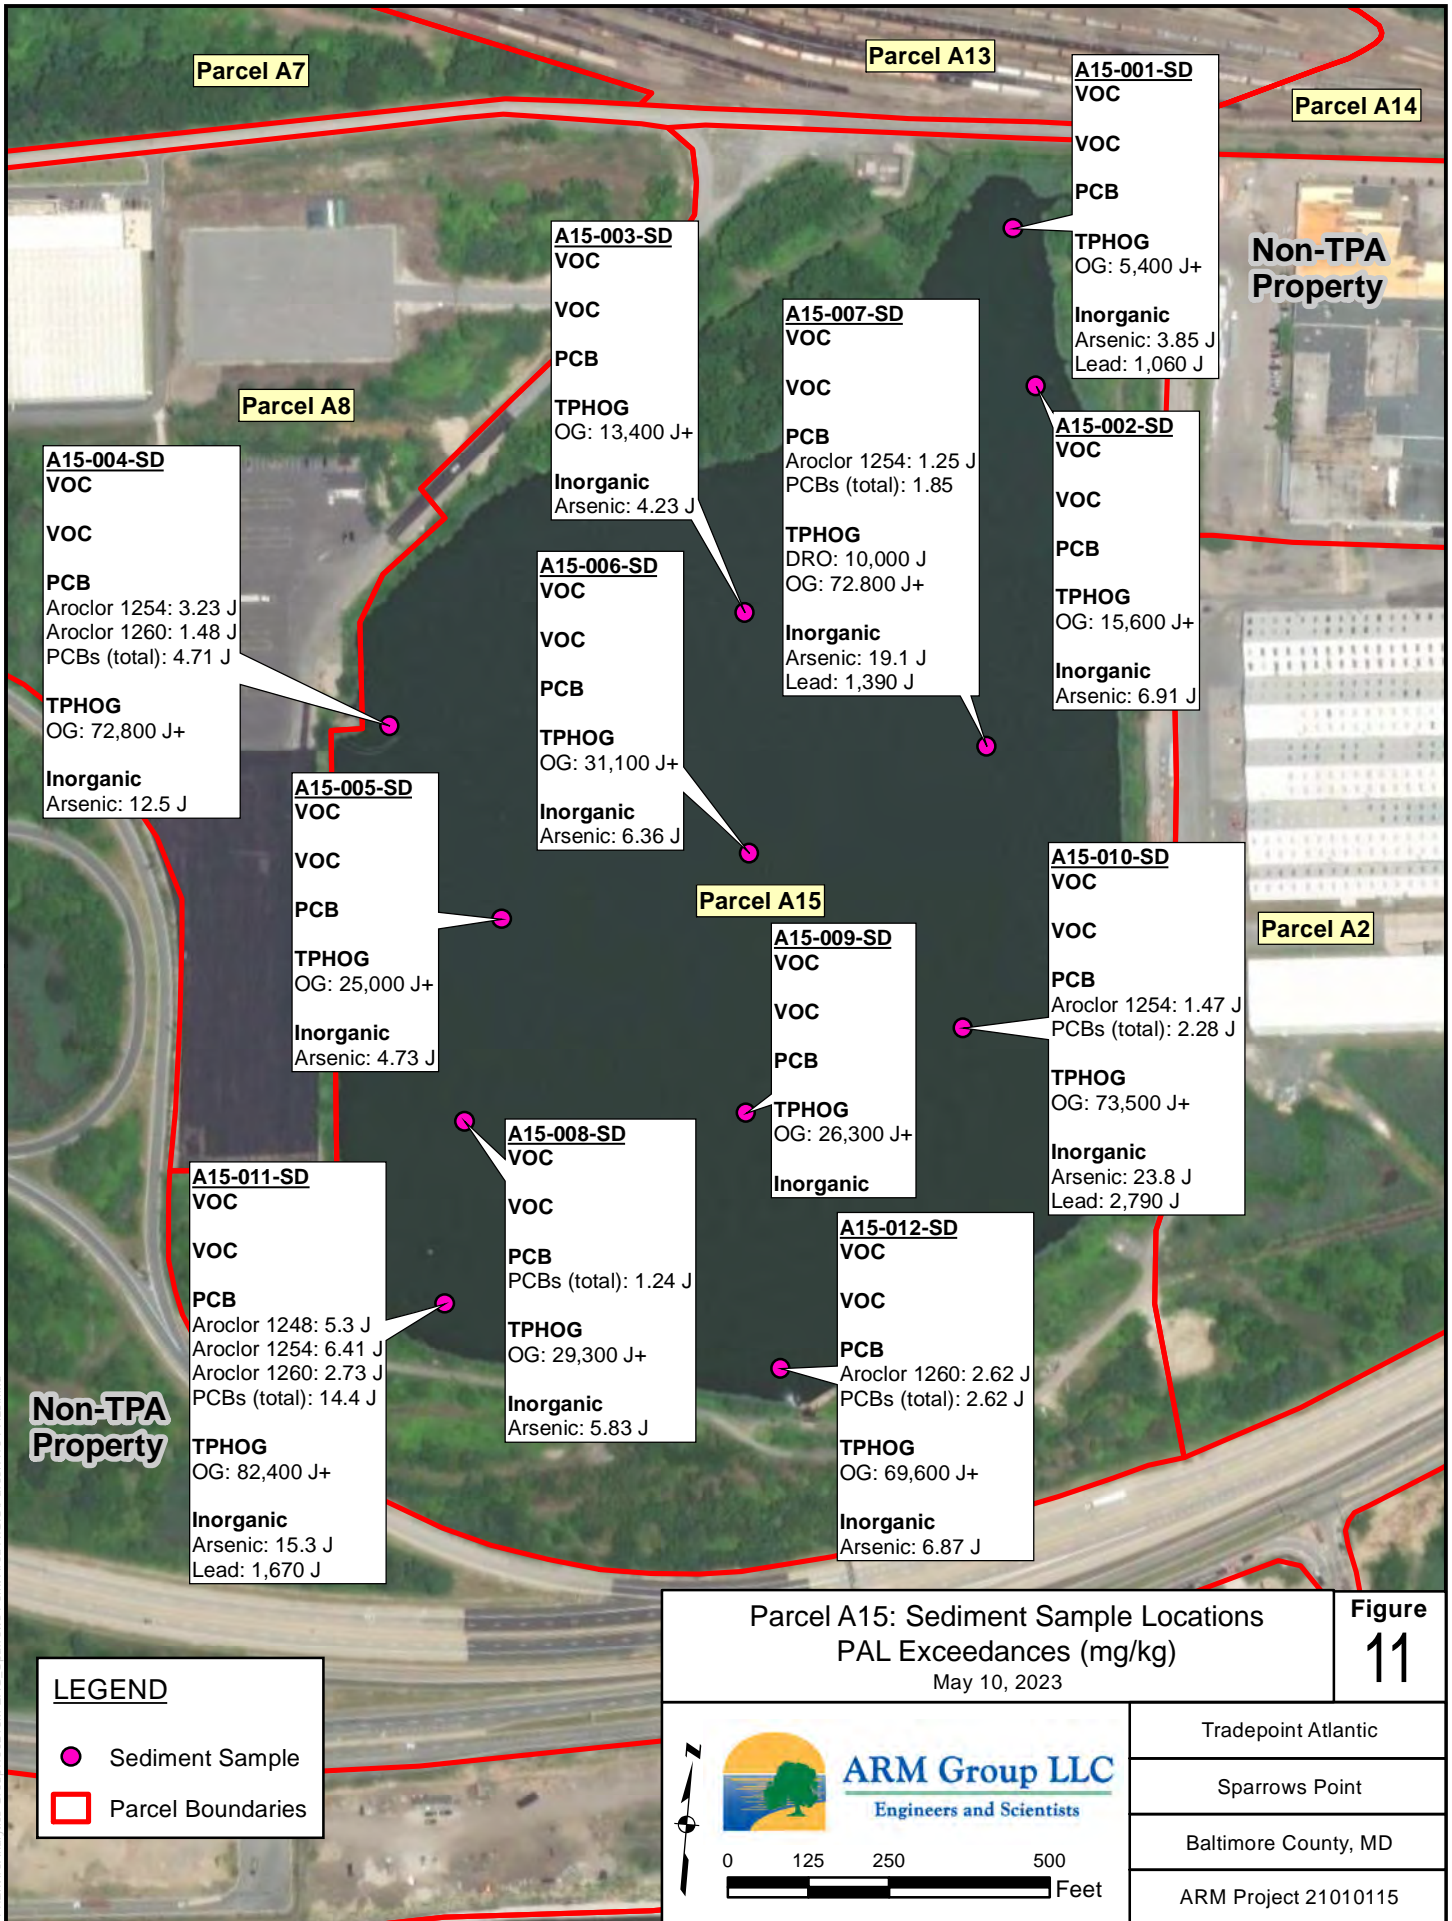 Parcel A7
Parcel A13
Parcel A14
A15-001-SD
VOC
VOC
PCB
TPHOG
OG: 5,400 J+
Inorganic
Arsenic: 3.85 J
Lead: 1,060 J
Non-TPA
Property
A15-003-SD
VOC
VOC
PCB
TPHOG
OG: 13,400 J+
Inorganic
Arsenic: 4.23 J
A15-007-SD
VOC
VOC
PCB
Aroclor 1254: 1.25 J
PCBs (total): 1.85
TPHOG
DRO: 10,000 J
OG: 72.800 J+
Inorganic
Arsenic: 19.1 J
Lead: 1,390 J
Parcel A8
A15-002-SD
VOC
VOC
PCB
TPHOG
OG: 15,600 J+
Inorganic
Arsenic: 6.91 J
A15-004-SD
VOC
VOC
PCB
Aroclor 1254: 3.23 J
Aroclor 1260: 1.48 J
PCBs (total): 4.71 J
TPHOG
OG: 72,800 J+
Inorganic
Arsenic: 12.5 J
A15-006-SD
VOC
VOC
PCB
TPHOG
OG: 31,100 J+
Inorganic
Arsenic: 6.36 J
A15-005-SD
VOC
VOC
PCB
TPHOG
OG: 25,000 J+
Inorganic
Arsenic: 4.73 J
Parcel A15
A15-010-SD
VOC
VOC
PCB
Aroclor 1254: 1.47 J
PCBs (total): 2.28 J
TPHOG
OG: 73,500 J+
Inorganic
Arsenic: 23.8 J
Lead: 2,790 J
Parcel A2
A15-009-SD
VOC
VOC
PCB
TPHOG
OG: 26,300 J+
Inorganic
A15-008-SD
VOC
VOC
PCB
PCBs (total): 1.24 J
TPHOG
OG: 29,300 J+
Inorganic
Arsenic: 5.83 J
A15-011-SD
VOC
VOC
PCB
Aroclor 1248: 5.3 J
Aroclor 1254: 6.41 J
Aroclor 1260: 2.73 J
PCBs (total): 14.4 J
TPHOG
OG: 82,400 J+
Inorganic
Arsenic: 15.3 J
Lead: 1,670 J
A15-012-SD
VOC
VOC
PCB
Aroclor 1260: 2.62 J
PCBs (total): 2.62 J
TPHOG
OG: 69,600 J+
Inorganic
Arsenic: 6.87 J
Non-TPA
Property
Parcel A15: Sediment Sample Locations
PAL Exceedances (mg/kg)
May 10, 2023
Figure
11
LEGEND
Sediment Sample
Parcel Boundaries
N
ARM Group LLC
Engineers and Scientists
0 125 250 500
Feet
Tradepoint Atlantic
Sparrows Point
Baltimore County, MD
ARM Project 21010115